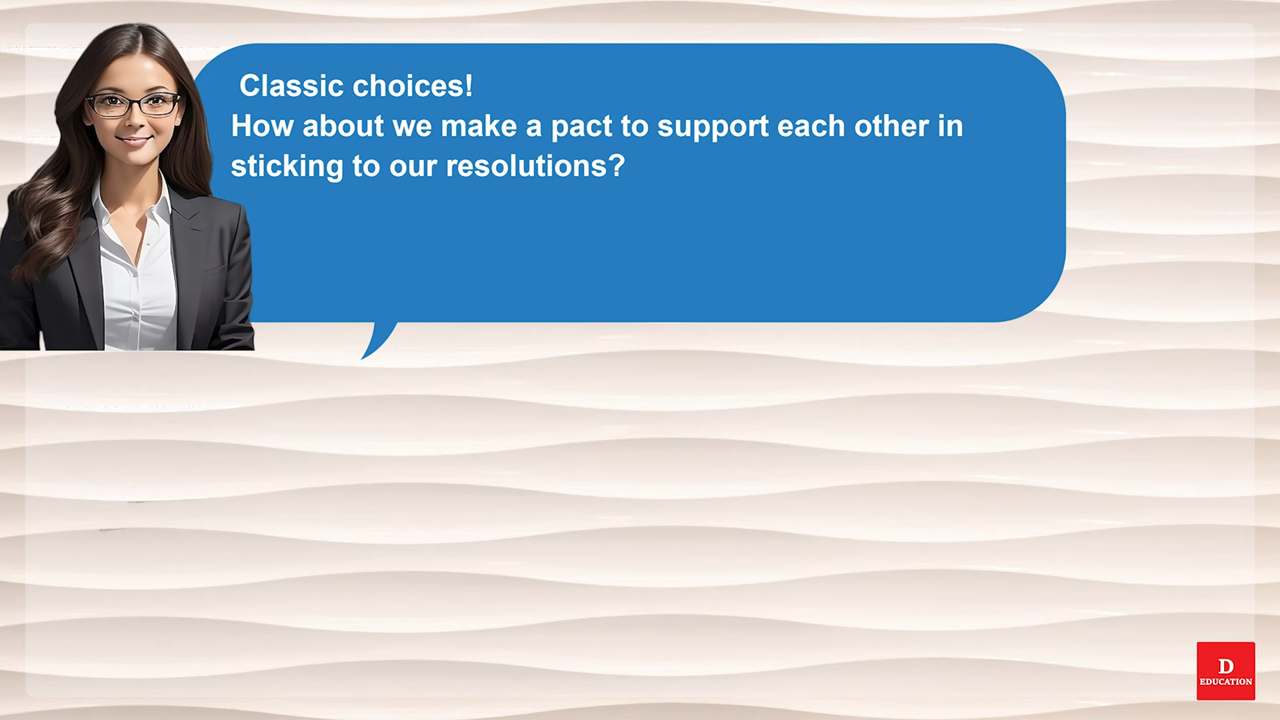 Classic choices!
How about we make a pact to support each other in
sticking to our resolutions?
D
EDUCATION